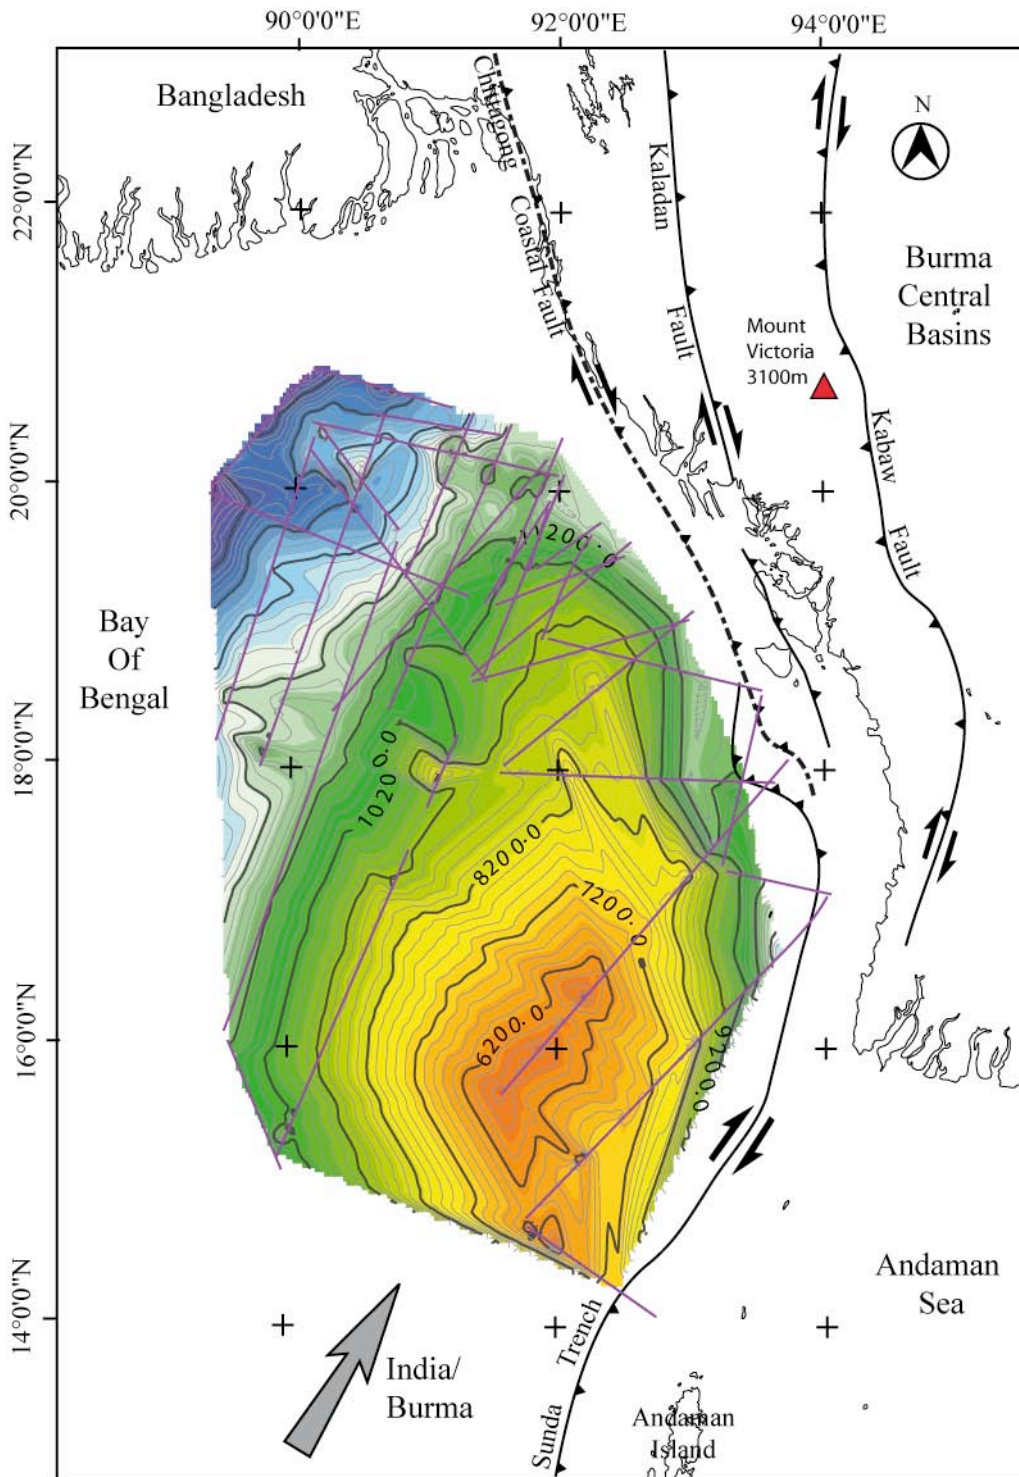 90°0'0"E
92°0'0"E
94°0'0"E
Bangladesh
Chittagong
Coastal Fault
Kaladan
Fault
N
22°0'0"N
Burma
Central
Basins
Mount
Victoria
3100m
Kabaw
Fault
20°0'0"N
11200.0
Bay
Of
Bengal
18°0'0"N
10200.0
8200.0
7200.0
6200.0
16°0'0"N
9200.0
14°0'0"N
Andaman
Sea
India/
Burma
Sunda
Trench
Andaman
Island